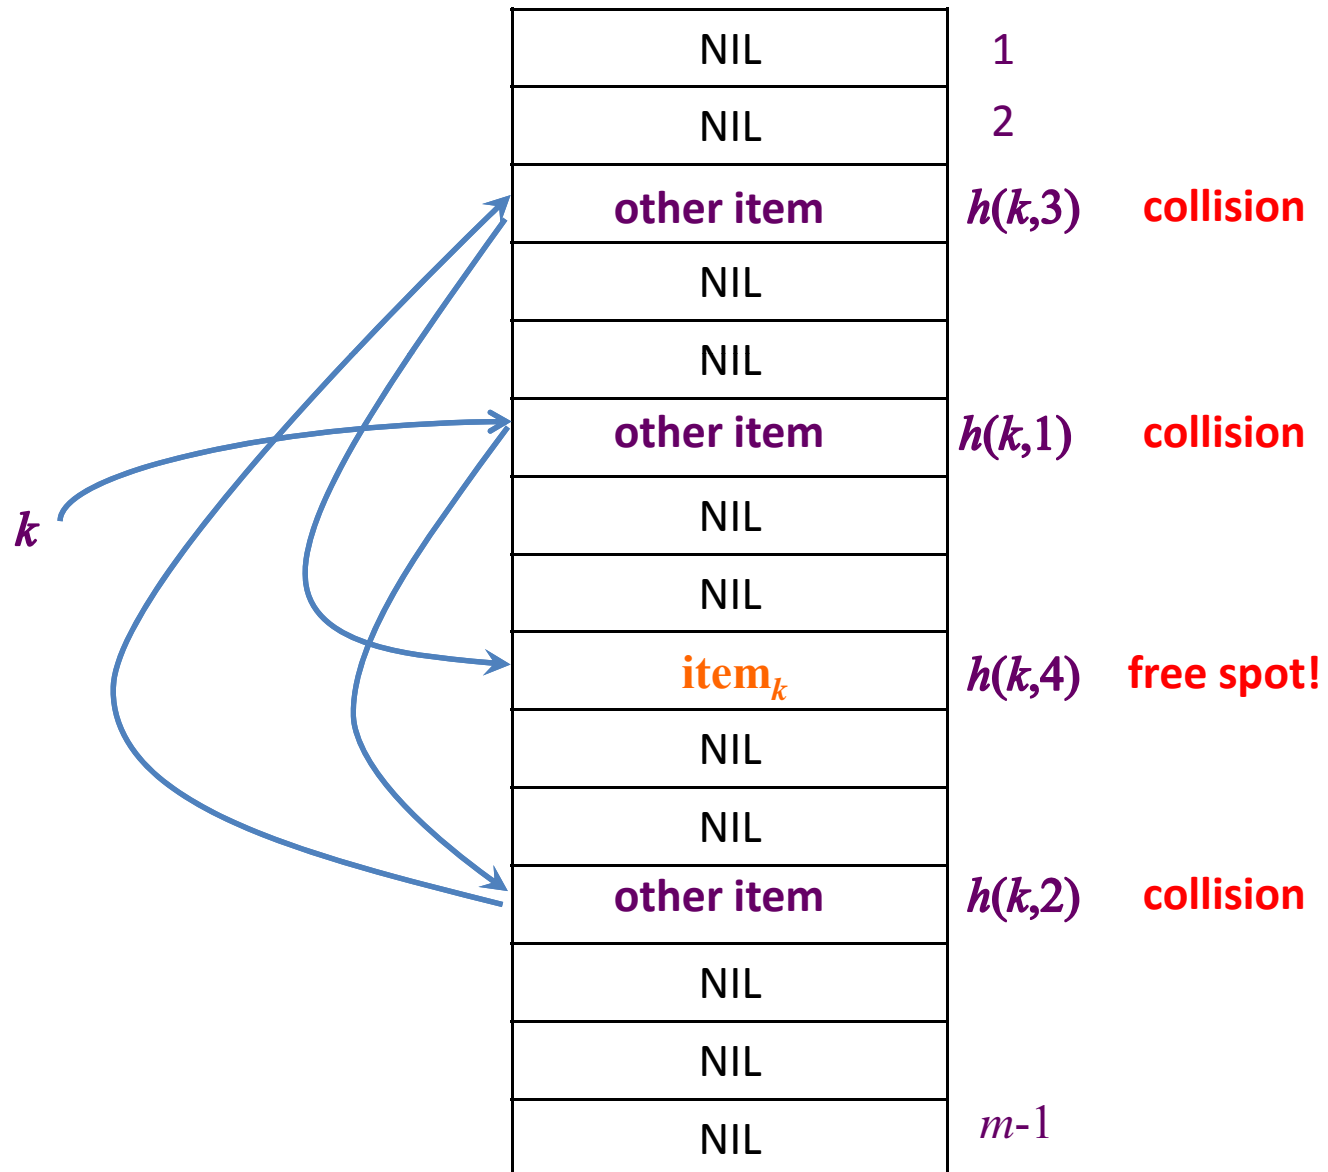 NIL 1
NIL 2
other item h(k,3) collision
NIL
NIL
other item h(k,1) collision
NIL
k
NIL
itemk h(k,4) free spot!
NIL
NIL
other item h(k,2) collision
NIL
NIL
NIL m-1